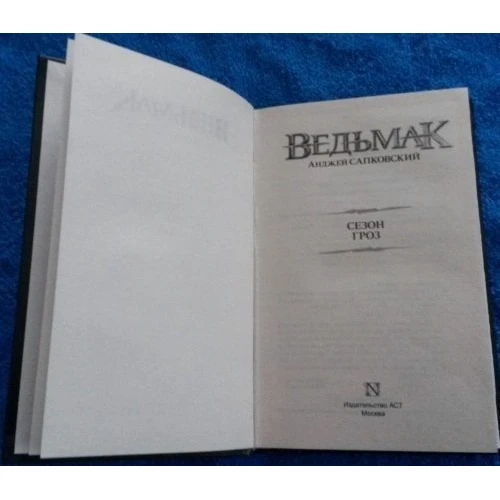 ВЕДЬМАК
АНДЖЕЙ САПКОВСКИЙ
СЕЗОН
ГРОЗ
N
Издательство АСТ
Москва